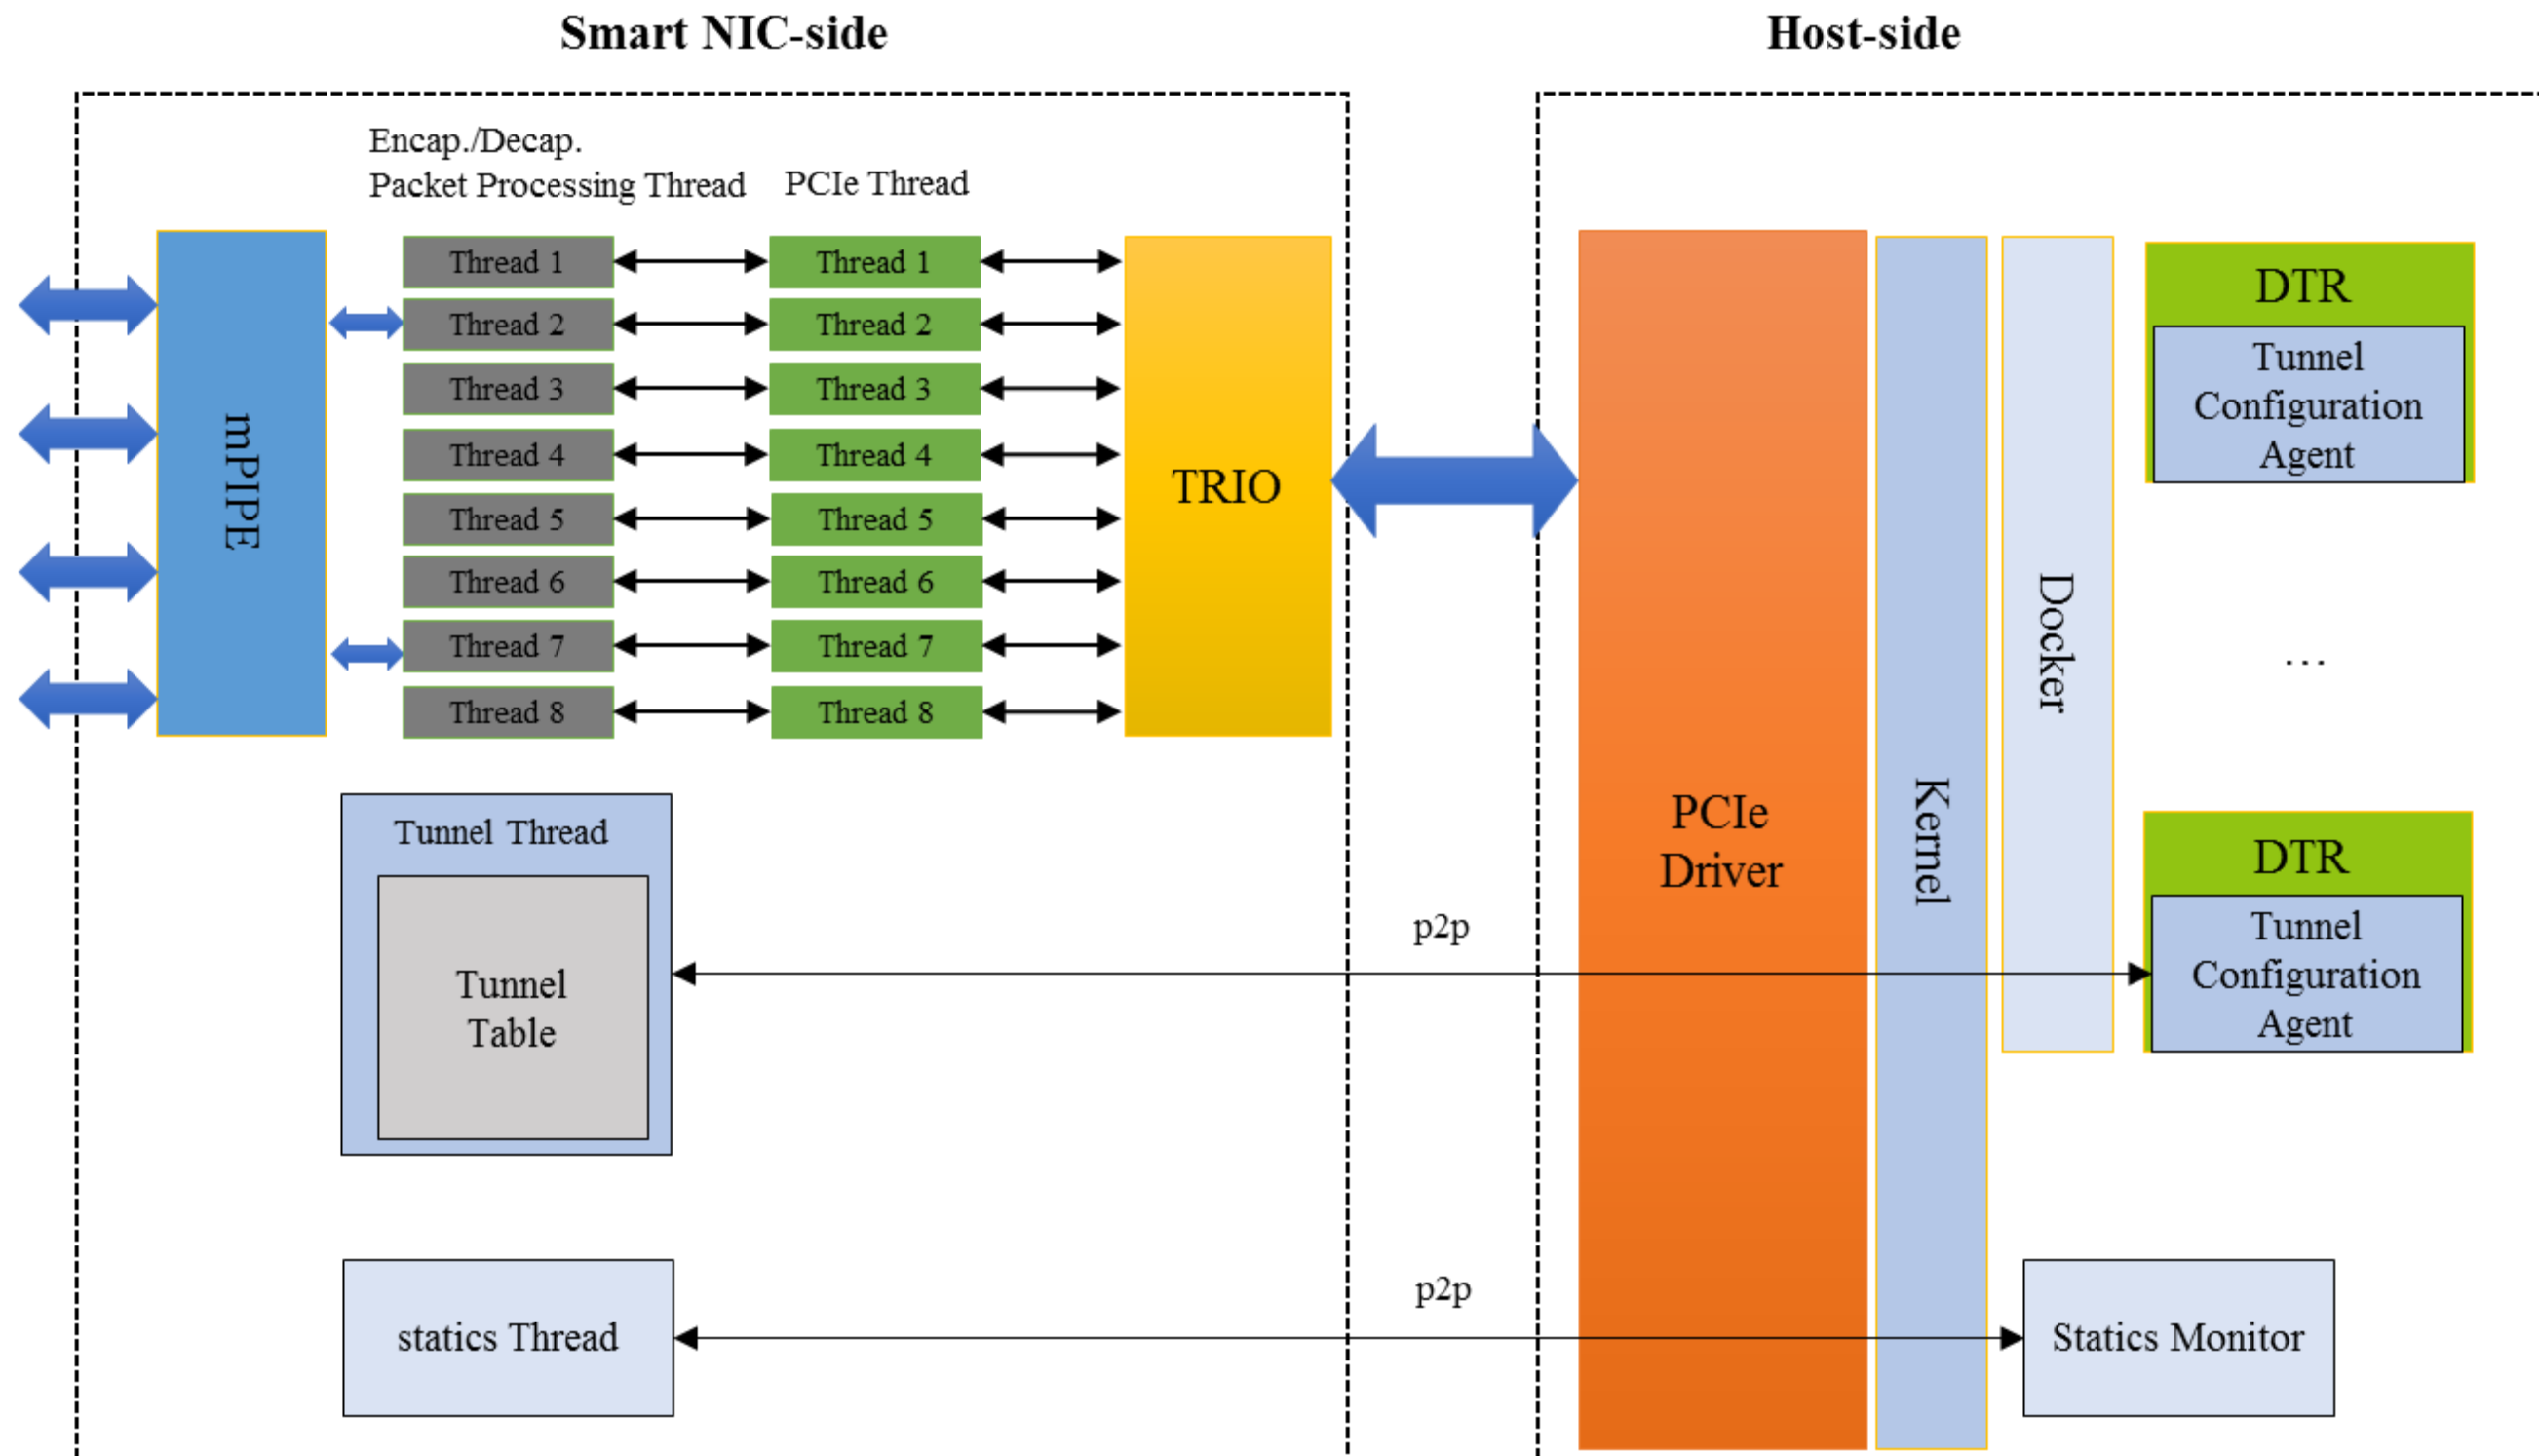 Smart NIC-side
Host-side
Encap./Decap.
Packet Processing Thread
PCIe Thread
mPIPE
Thread 1
Thread 1
Thread 2
Thread 2
Thread 3
Thread 3
Thread 4
Thread 4
Thread 5
Thread 5
Thread 6
Thread 6
Thread 7
Thread 7
Thread 8
Thread 8
TRIO
PCIe
Driver
Kernel
Docker
DTR
Tunnel
Configuration
Agent
...
DTR
Tunnel
Configuration
Agent
Tunnel Thread
Tunnel
Table
p2p
statics Thread
p2p
Statics Monitor